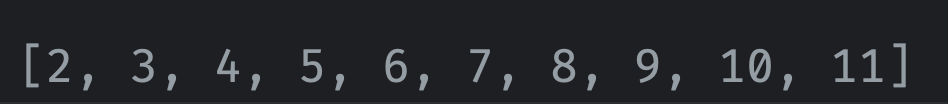 [2, 3, 4, 5, 6, 7, 8, 9, 10, 11]